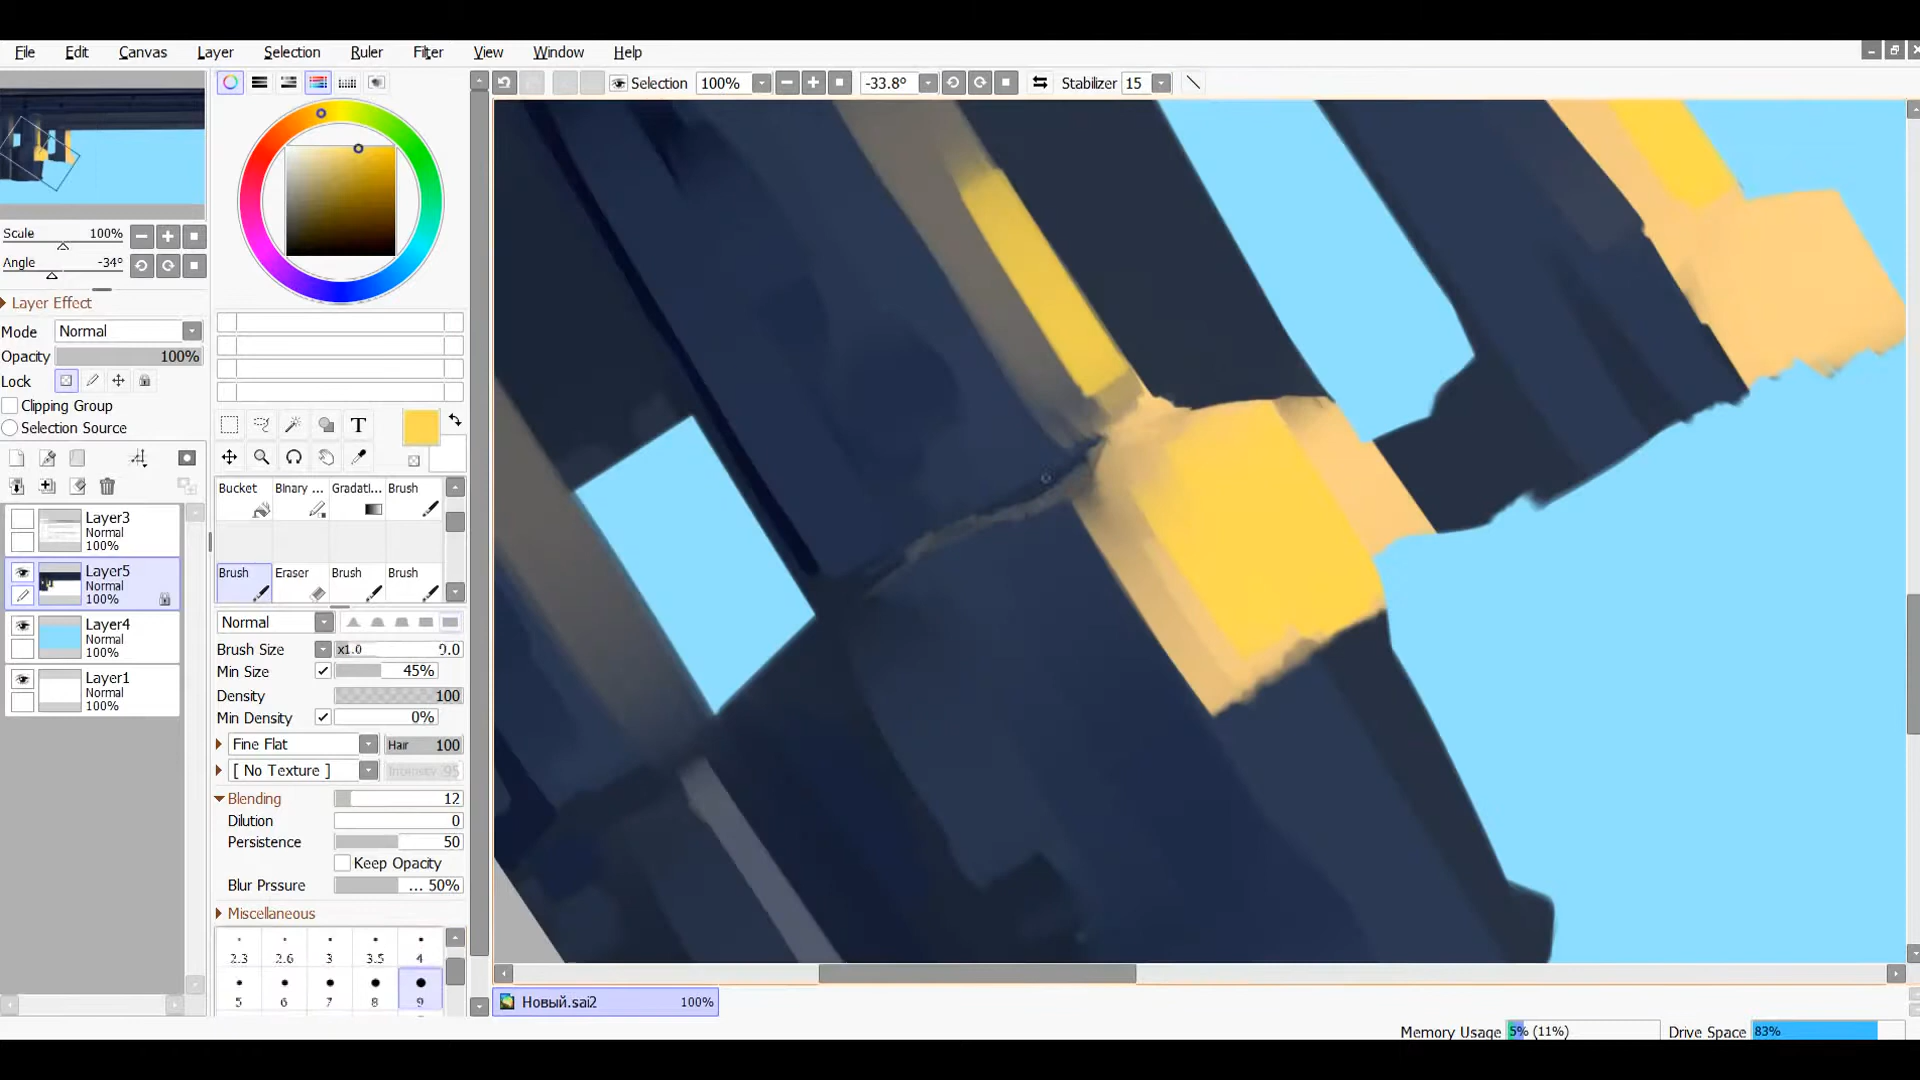 File Edit Canvas Layer Selection Ruler Filter View Window Help
Selection 100% -33.8º Stabilizer 15
Scale 100%
Angle -34°
Layer Effect
Mode Normal
Opacity 100%
Lock
Clipping Group
Selection Source
Layer3
Normal
100%
Layer5
Normal
100%
Layer4
Normal
100%
Layer1
Normal
100%
T
Bucket Binary ... Gradati... Brush
Brush Eraser Brush Brush
Normal
Brush Size x1.0 9.0
Min Size 45%
Density 100
Min Density 0%
Fine Flat Hair 100
[ No Texture ] Intensity 95
Blending 12
Dilution 0
Persistence 50
Keep Opacity
Blur Prssure ... 50%
Miscellaneous
2.3 2.6 3 3.5 4
5 6 7 8 9
Новый.sai2 100%
Memory Usage 5% (11%) Drive Space 83%